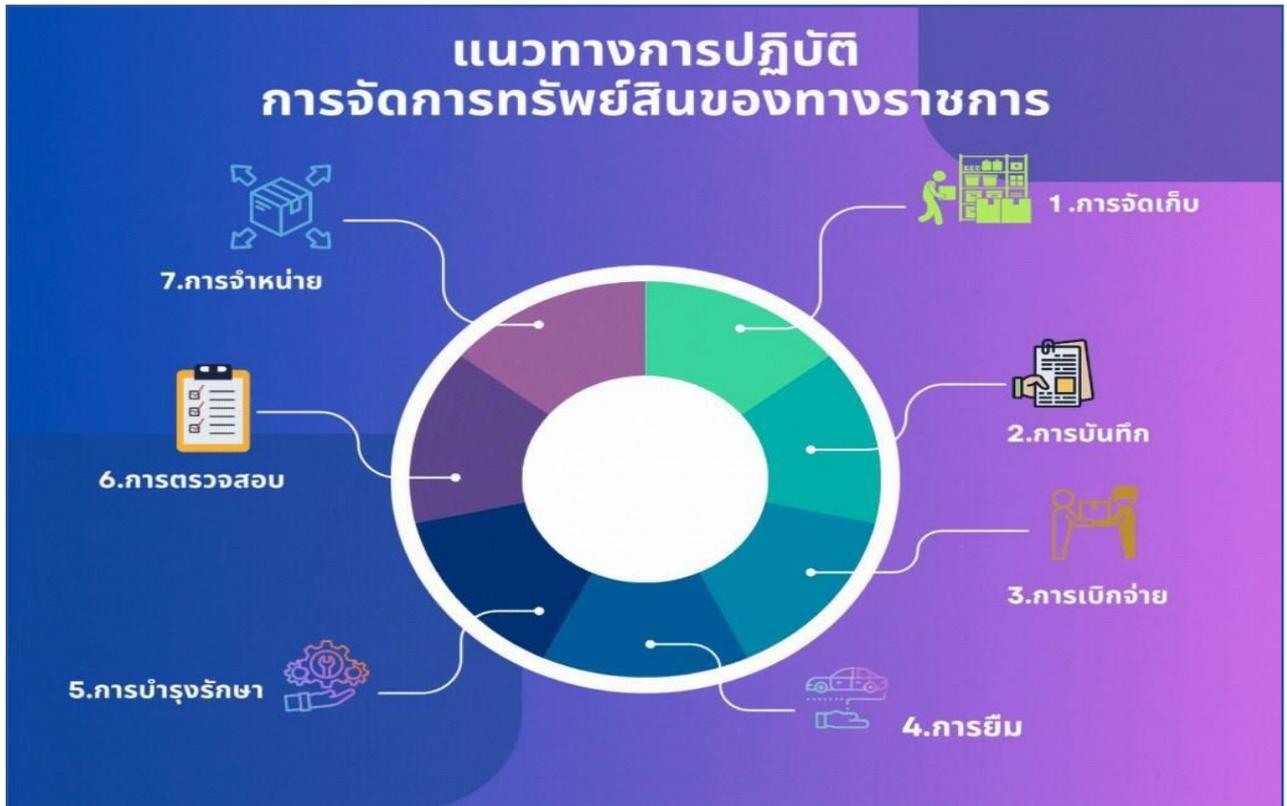 แนวทางการปฏิบัติ
การจัดการทรัพย์สินของทางราชการ
1.การจัดเก็บ
2.การบันทึก
3.การเบิกจ่าย
4.การยืม
5.การบำรุงรักษา
6.การตรวจสอบ
7.การจำหน่าย